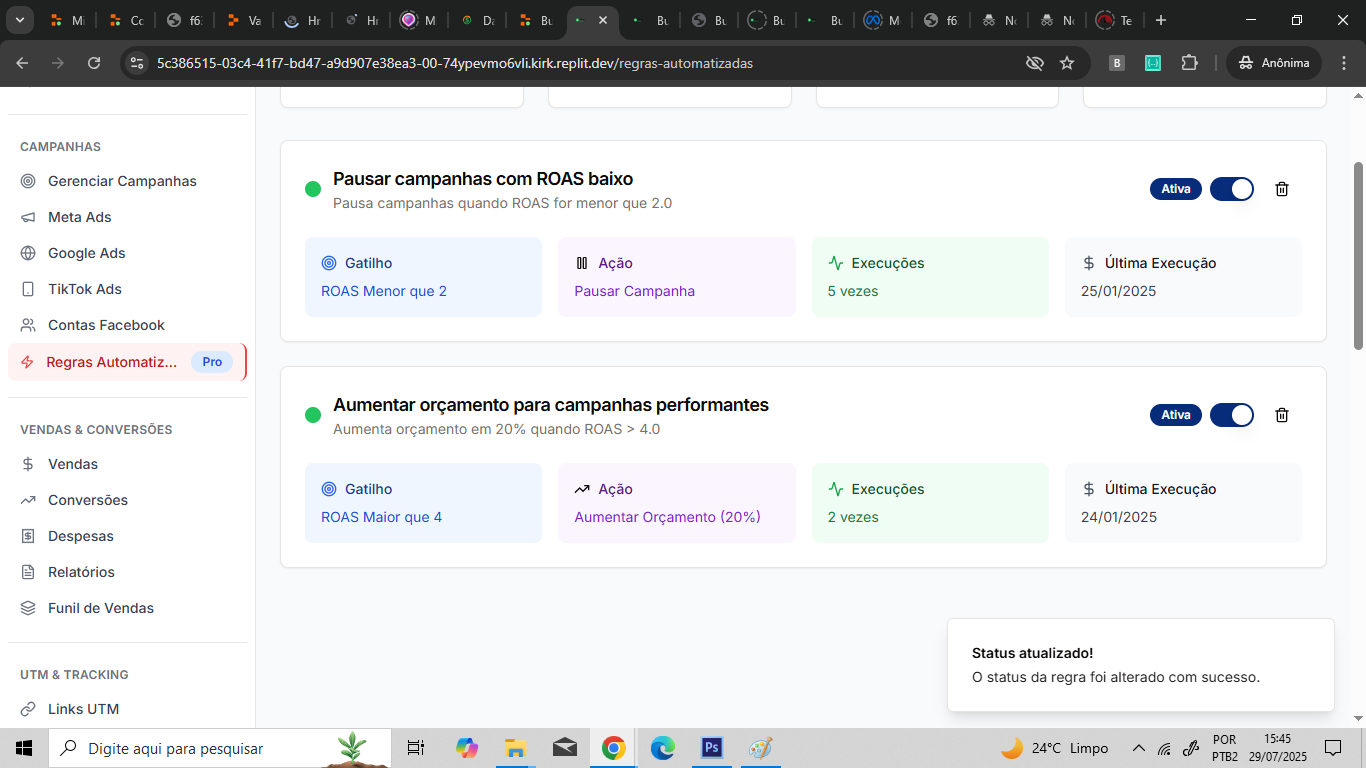 Mi
Co
f6
Va
Hr
Hr
M
Da
Bu
Bu
Bu
Bu
Bu
M
f6
No
No
Te
5c386515-03c4-41f7-bd47-a9d907e38ea3-00-74ypevmo6vli.kirk.replit.dev/regras-automatizadas
B
Anônima
CAMPANHAS
Gerenciar Campanhas
Meta Ads
Google Ads
TikTok Ads
Contas Facebook
Regras Automatiz... Pro
VENDAS & CONVERSÕES
Vendas
Conversões
Despesas
Relatórios
Funil de Vendas
UTM & TRACKING
Links UTM
Pausar campanhas com ROAS baixo
Pausa campanhas quando ROAS for menor que 2.0
Ativa
Gatilho
ROAS Menor que 2
Ação
Pausar Campanha
Execuções
5 vezes
Última Execução
25/01/2025
Aumentar orçamento para campanhas performantes
Aumenta orçamento em 20% quando ROAS > 4.0
Ativa
Gatilho
ROAS Maior que 4
Ação
Aumentar Orçamento (20%)
Execuções
2 vezes
Última Execução
24/01/2025
Status atualizado!
O status da regra foi alterado com sucesso.
Digite aqui para pesquisar
Ps
24°C Limpo
POR
PTB2
15:45
29/07/2025